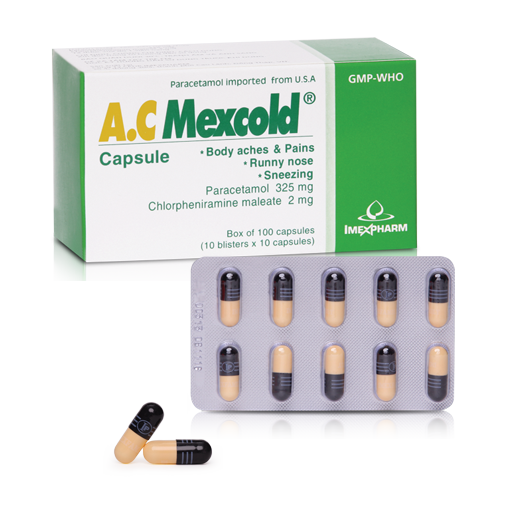 Paracetamol imported from U.S.A
GMP-WHO
A.C Mexcold®
Capsule
• Body aches & Pains
• Runny nose
• Sneezing
Paracetamol 325 mg
Chlorpheniramine maleate 2 mg
Box of 100 capsules
(10 blisters x 10 capsules)
IMEXPHARM